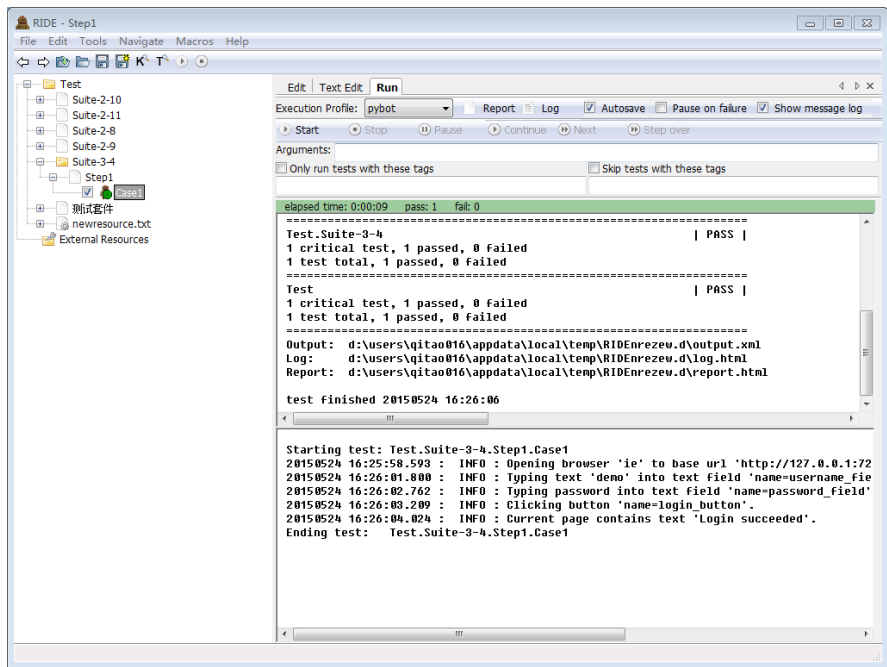 RIDE - Step1
File Edit Tools Navigate Macros Help
Test
Suite-2-10
Suite-2-11
Suite-2-8
Suite-2-9
Suite-3-4
Step1
Case1
测试套件
newresource.txt
External Resources
Edit Text Edit Run
Execution Profile: pybot Report Log Autosave Pause on failure Show message log
Start Stop Pause Continue Next Step over
Arguments:
Only run tests with these tags Skip tests with these tags
elapsed time: 0:00:09 pass: 1 fail: 0
==============================================================================
Test.Suite-3-4 | PASS |
1 critical test, 1 passed, 0 failed
1 test total, 1 passed, 0 failed
==============================================================================
Test | PASS |
1 critical test, 1 passed, 0 failed
1 test total, 1 passed, 0 failed
==============================================================================
Output: d:\users\qitao016\appdata\local\temp\RIDEnrezew.d\output.xml
Log: d:\users\qitao016\appdata\local\temp\RIDEnrezew.d\log.html
Report: d:\users\qitao016\appdata\local\temp\RIDEnrezew.d\report.html
test finished 20150524 16:26:06
Starting test: Test.Suite-3-4.Step1.Case1
20150524 16:25:58.593 : INFO : Opening browser 'ie' to base url 'http://127.0.0.1:72
20150524 16:26:01.800 : INFO : Typing text 'demo' into text field 'name=username_fie
20150524 16:26:02.762 : INFO : Typing password into text field 'name=password_field'
20150524 16:26:03.209 : INFO : Clicking button 'name=login_button'.
20150524 16:26:04.024 : INFO : Current page contains text 'Login succeeded'.
Ending test: Test.Suite-3-4.Step1.Case1